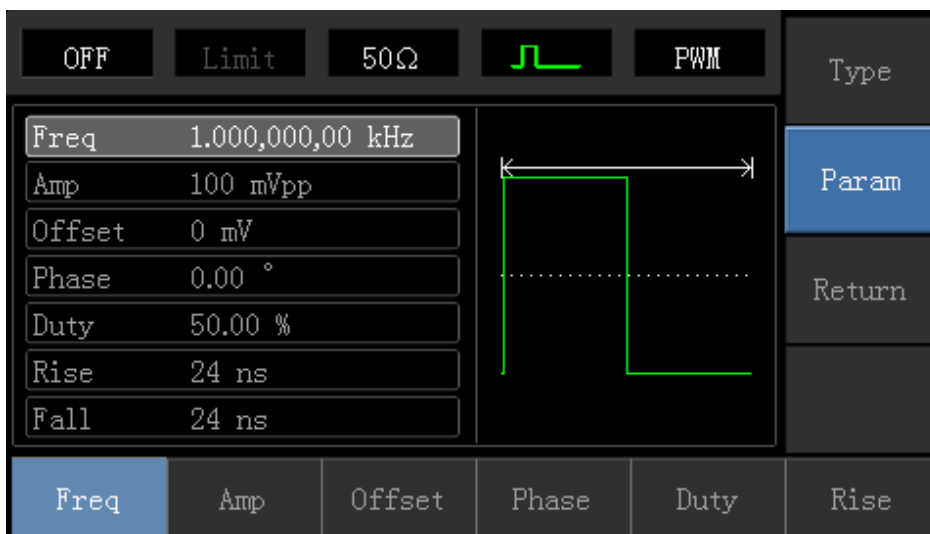 OFF Limit 50Ω PWM
Type
Freq 1.000,000,00 kHz
Amp 100 mVpp
Param
Offset 0 mV
Phase 0.00 °
Return
Duty 50.00 %
Rise 24 ns
Fall 24 ns
Freq Amp Offset Phase Duty Rise